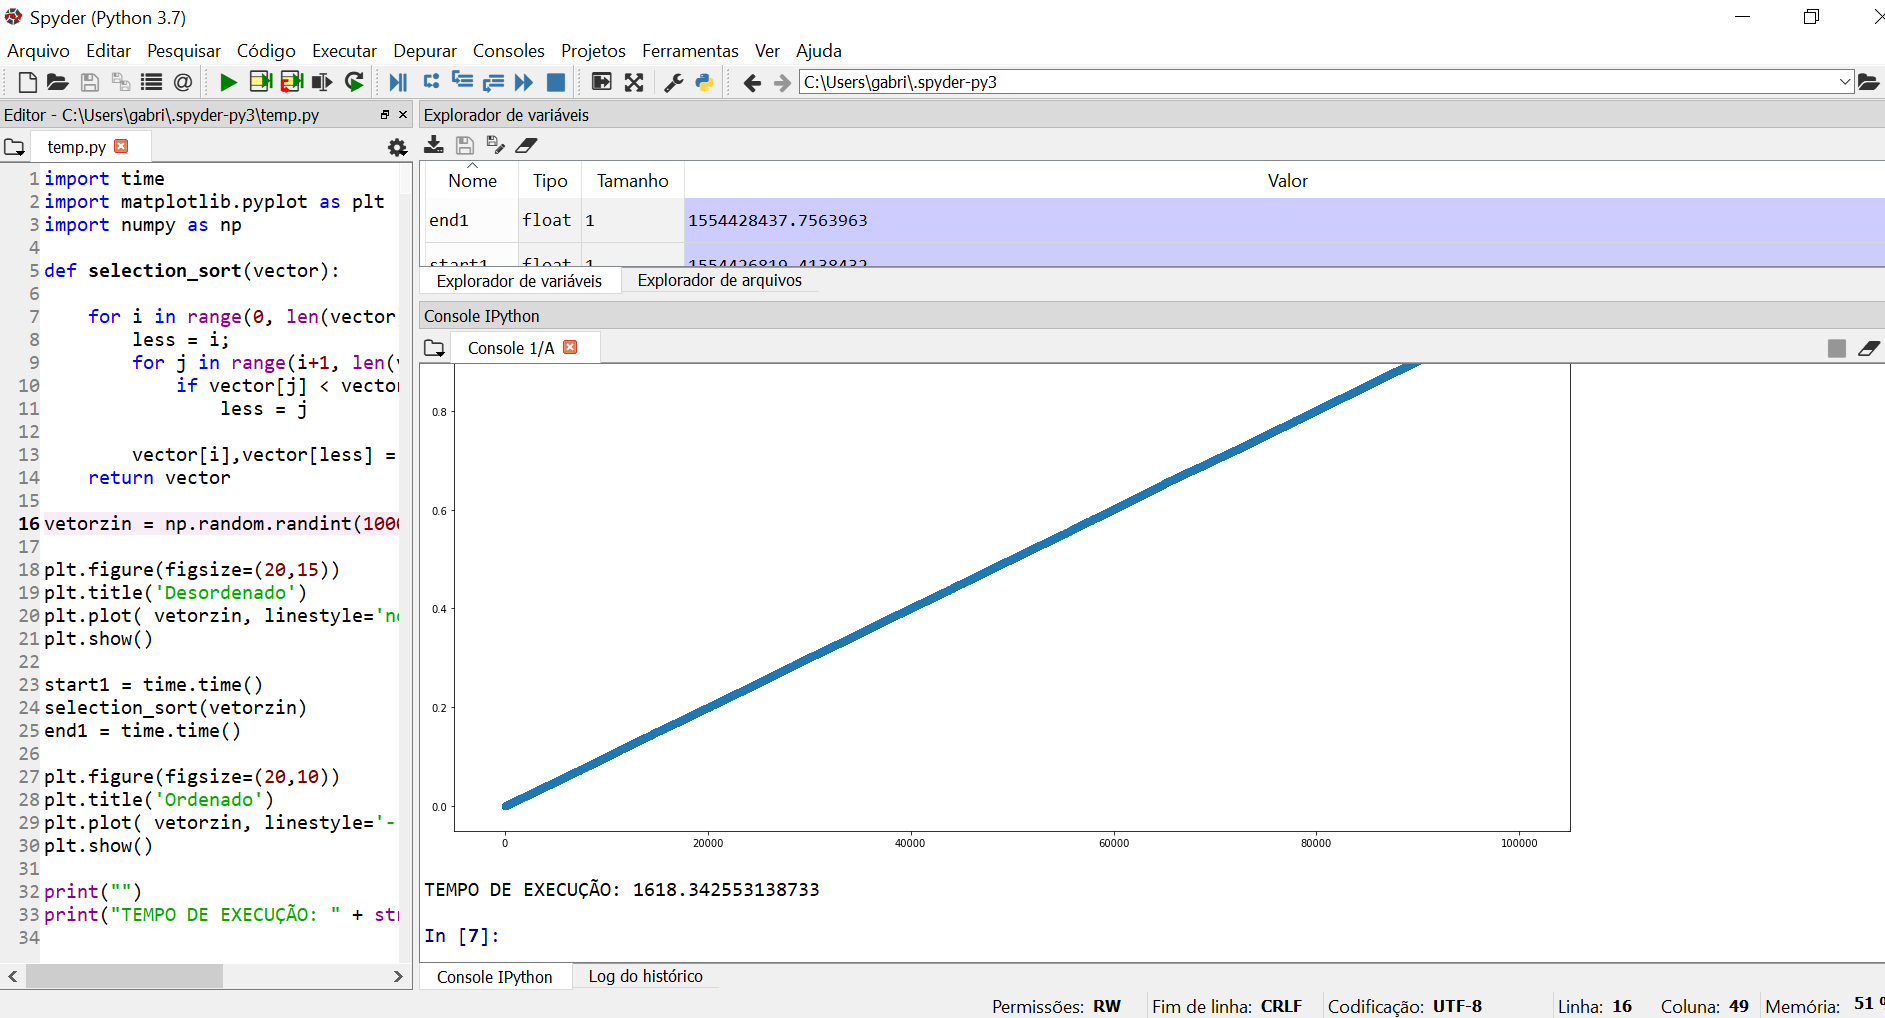 Spyder (Python 3.7)
Arquivo Editar Pesquisar Código Executar Depurar Consoles Projetos Ferramentas Ver Ajuda
C:\Users\gabri\.spyder-py3
Editor - C:\Users\gabri\.spyder-py3\temp.py
temp.py
1 import time
2 import matplotlib.pyplot as plt
3 import numpy as np
4
5 def selection_sort(vector):
6
7     for i in range(0, len(vector
8         less = i;
9         for j in range(i+1, len(
10             if vector[j] < vector
11                 less = j
12
13         vector[i],vector[less] =
14     return vector
15
16 vetorzin = np.random.randint(1000
17
18 plt.figure(figsize=(20,15))
19 plt.title('Desordenado')
20 plt.plot( vetorzin, linestyle='no
21 plt.show()
22
23 start1 = time.time()
24 selection_sort(vetorzin)
25 end1 = time.time()
26
27 plt.figure(figsize=(20,10))
28 plt.title('Ordenado')
29 plt.plot( vetorzin, linestyle='-
30 plt.show()
31
32 print("")
33 print("TEMPO DE EXECUÇÃO: " + str
34
Explorador de variáveis
Nome Tipo Tamanho Valor
end1 float 1 1554428437.7563963
start1 float 1 1554426819.4138432
Explorador de variáveis Explorador de arquivos
Console IPython
Console 1/A
0.8
0.6
0.4
0.2
0.0
0 20000 40000 60000 80000 100000
TEMPO DE EXECUÇÃO: 1618.342553138733
In [7]:
Console IPython Log do histórico
Permissões: RW Fim de linha: CRLF Codificação: UTF-8 Linha: 16 Coluna: 49 Memória: 51 %